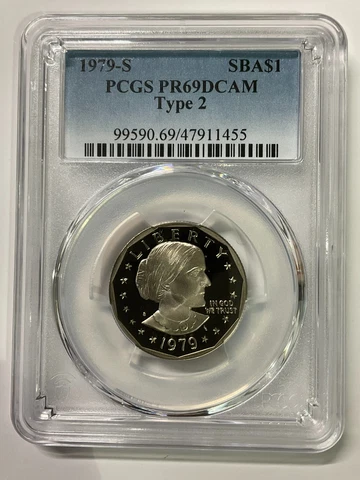 1979-S SBA$1
PCGS PR69DCAM
Type 2
99590.69/47911455
LIBERTY
IN GOD
WE TRUST
S
1979